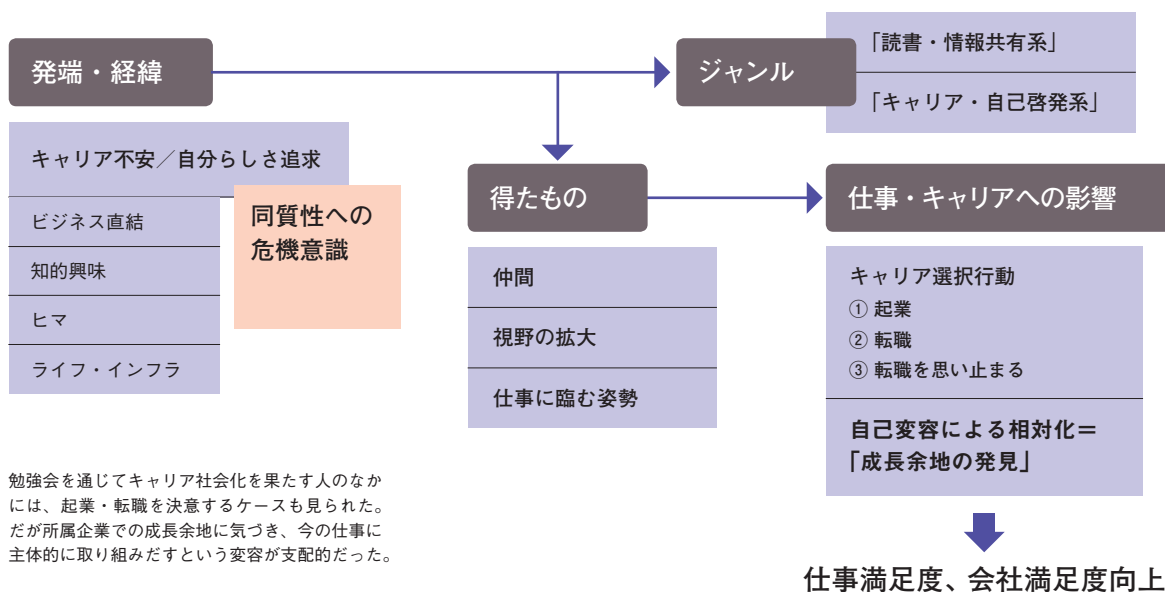 発端・経緯
キャリア不安／自分らしさ追求
ビジネス直結
知的興味
ヒマ
ライフ・インフラ
同質性への
危機意識
ジャンル
「読書・情報共有系」
「キャリア・自己啓発系」
得たもの
仲間
視野の拡大
仕事に臨む姿勢
仕事・キャリアへの影響
キャリア選択行動
① 起業
② 転職
③ 転職を思い止まる
自己変容による相対化＝
「成長余地の発見」
仕事満足度、会社満足度向上
勉強会を通じてキャリア社会化を果たす人のなか
には、起業・転職を決意するケースも見られた。
だが所属企業での成長余地に気づき、今の仕事に
主体的に取り組みだすという変容が支配的だった。